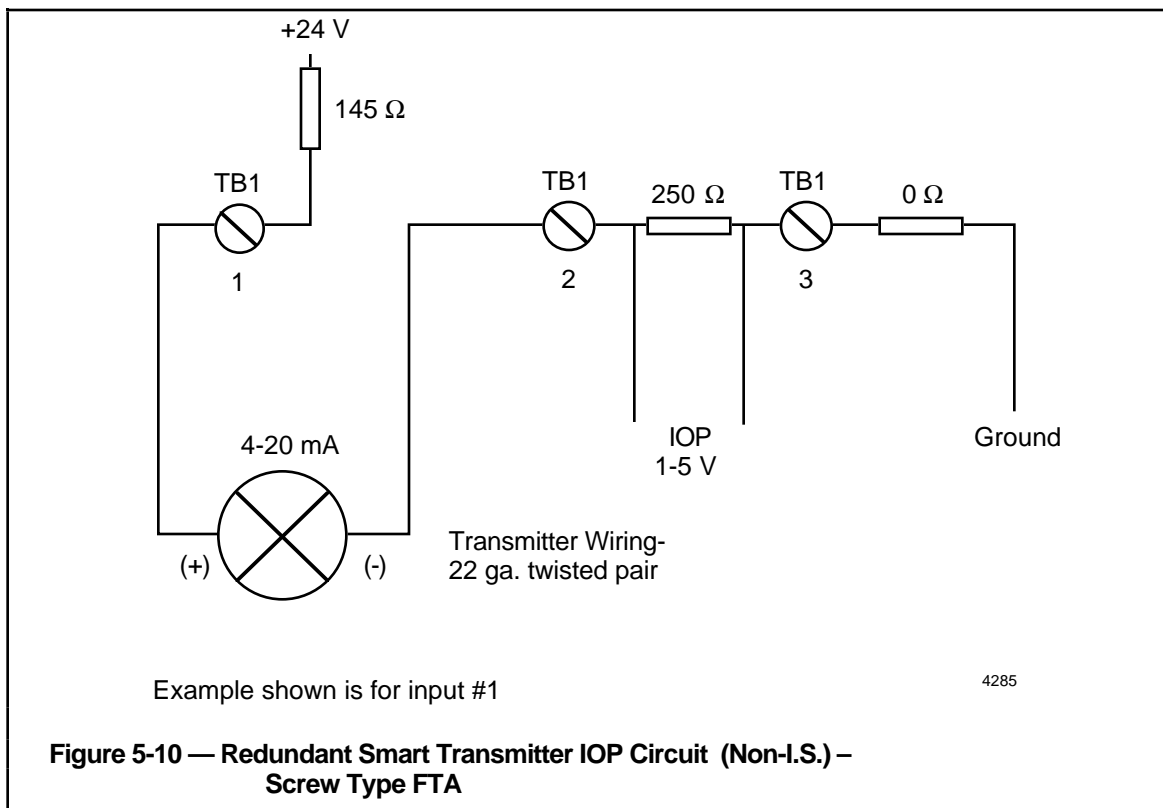 +24 V
145 Ω
TB1
1
TB1
2
250 Ω
TB1
3
0 Ω
4-20 mA
(+)
(-)
IOP
1-5 V
Ground
Transmitter Wiring-
22 ga. twisted pair
Example shown is for input #1
4285
Figure 5-10 — Redundant Smart Transmitter IOP Circuit (Non-I.S.) –
Screw Type FTA